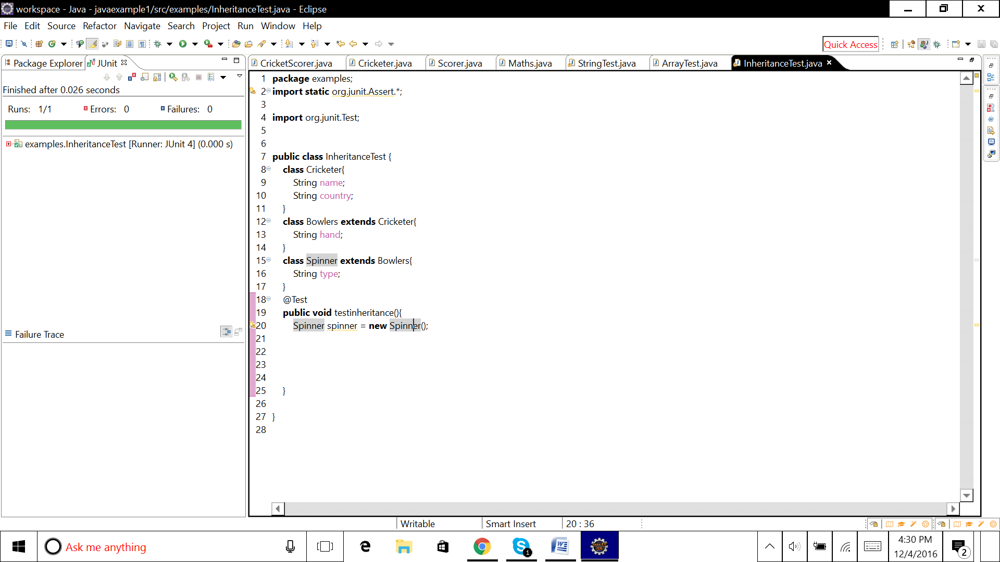 workspace - Java - javaexample1/src/examples/InheritanceTest.java - Eclipse
File Edit Source Refactor Navigate Search Project Run Window Help
Quick Access
Package Explorer JUnit
CricketScorer.java Cricketer.java Scorer.java Maths.java StringTest.java ArrayTest.java InheritanceTest.java
Finished after 0.026 seconds
Runs: 1/1 Errors: 0 Failures: 0
examples.InheritanceTest [Runner: JUnit 4] (0.000 s)
Failure Trace
1 package examples;
2 import static org.junit.Assert.*;
3
4 import org.junit.Test;
5
6
7 public class InheritanceTest {
8 class Cricketer{
9 String name;
10 String country;
11 }
12 class Bowlers extends Cricketer{
13 String hand;
14 }
15 class Spinner extends Bowlers{
16 String type;
17 }
18 @Test
19 public void testinheritance(){
20 Spinner spinner = new Spinner();
21
22
23
24
25 }
26
27 }
28
Writable Smart Insert 20 : 36
Ask me anything
1
Java EE
IDE
4:30 PM
12/4/2016
2